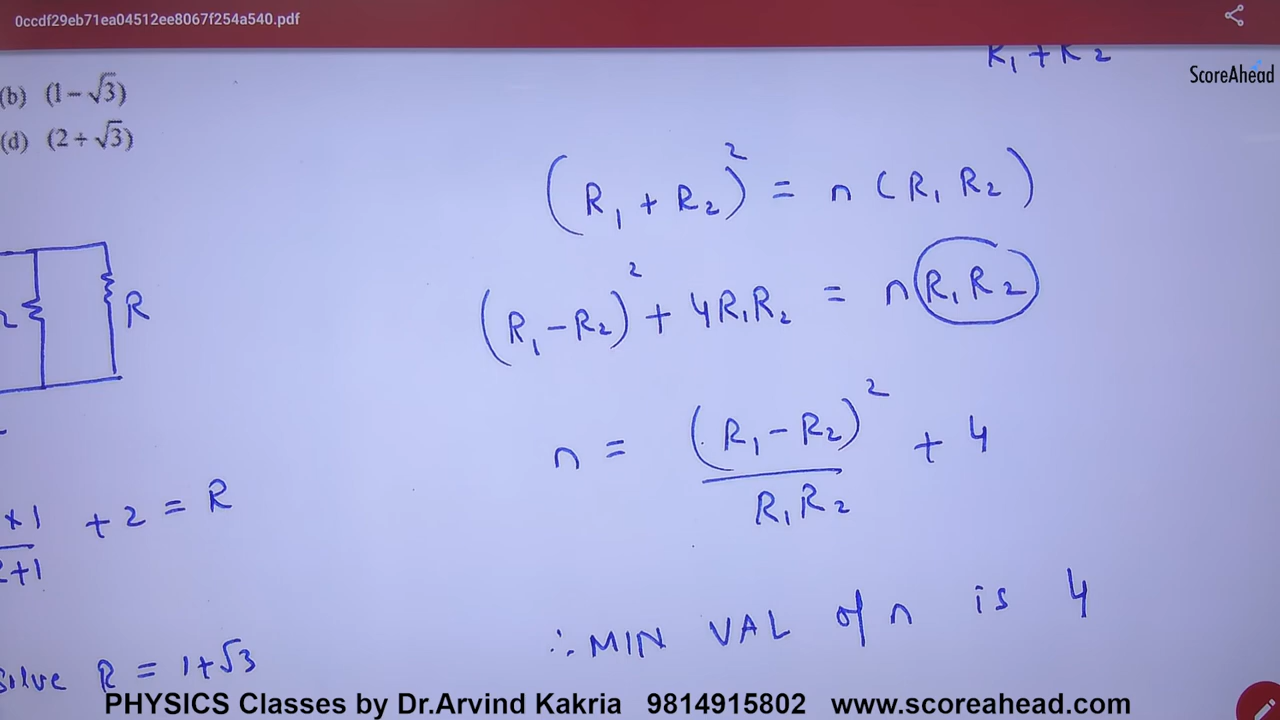 0ccdf29eb71ea04512ee8067f254a540.pdf
ScoreAhead
(b) (1 – √3)
(d) (2 + √3)
R
+ 2 = R
2+1
Solve R = 1+√3
R₁ + R₂
(R₁ + R₂)² = n (R₁ R₂)
(R₁ – R₂)² + 4R₁R₂ = n R₁R₂
n = (R₁ – R₂)² / R₁R₂ + 4
∴ MIN VAL of n is 4
PHYSICS Classes by Dr.Arvind Kakria 9814915802 www.scoreahead.com